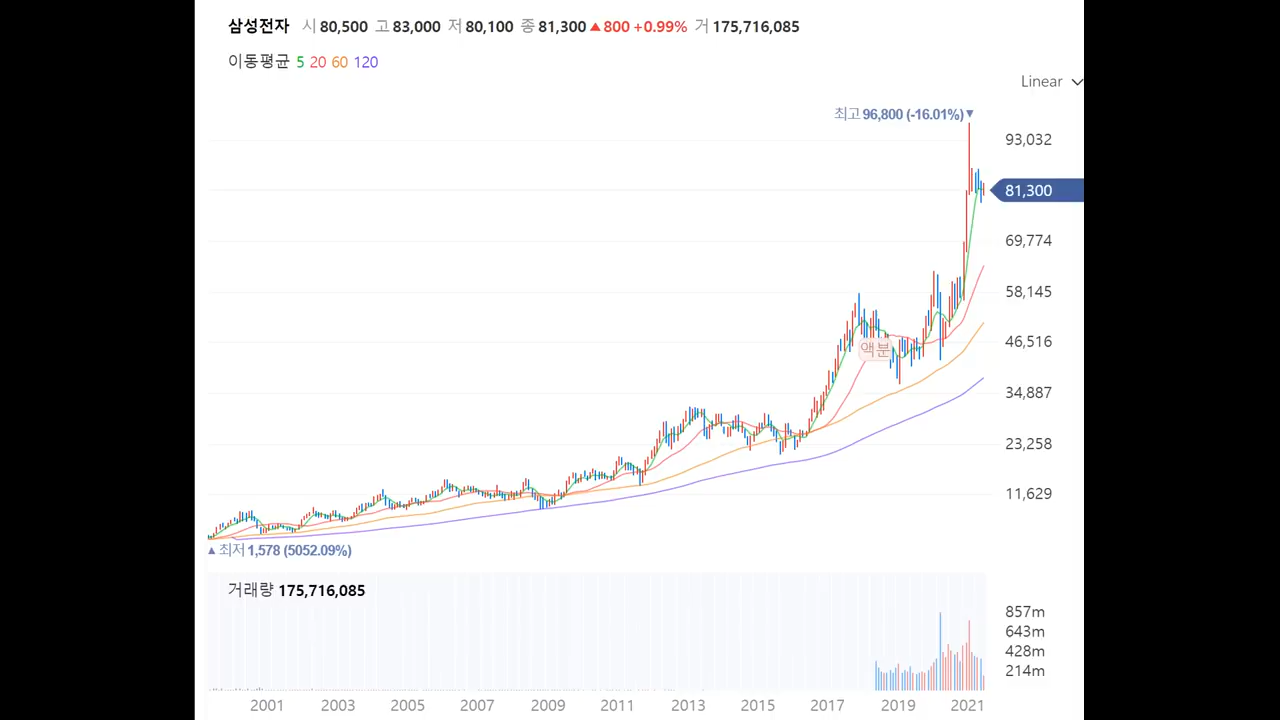 삼성전자 시 80,500 고 83,000 저 80,100 종 81,300 ▲ 800 +0.99% 거 175,716,085
이동평균 5 20 60 120
Linear
최고 96,800 (-16.01%) ▼
93,032
81,300
69,774
58,145
46,516
액분
34,887
23,258
11,629
▲ 최저 1,578 (5052.09%)
거래량 175,716,085
857m
643m
428m
214m
2001 2003 2005 2007 2009 2011 2013 2015 2017 2019 2021